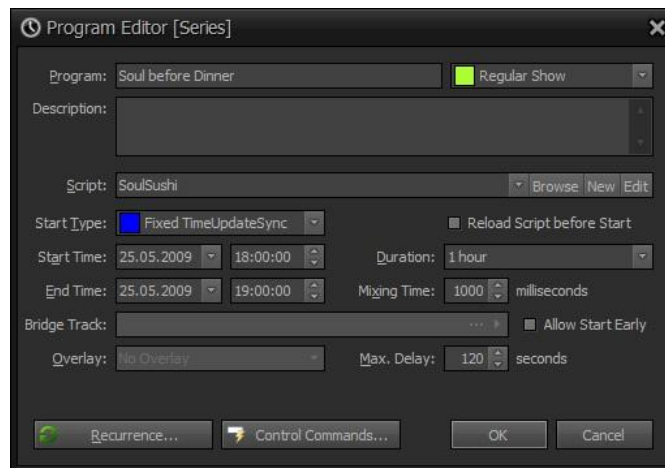 Program Editor [Series]
Program: Soul before Dinner Regular Show
Description:
Script: SoulSushi Browse New Edit
Start Type: Fixed TimeUpdateSync Reload Script before Start
Start Time: 25.05.2009 18:00:00 Duration: 1 hour
End Time: 25.05.2009 19:00:00 Mixing Time: 1000 milliseconds
Bridge Track: ... Allow Start Early
Overlay: No Overlay Max. Delay: 120 seconds
Recurrence... Control Commands... OK Cancel